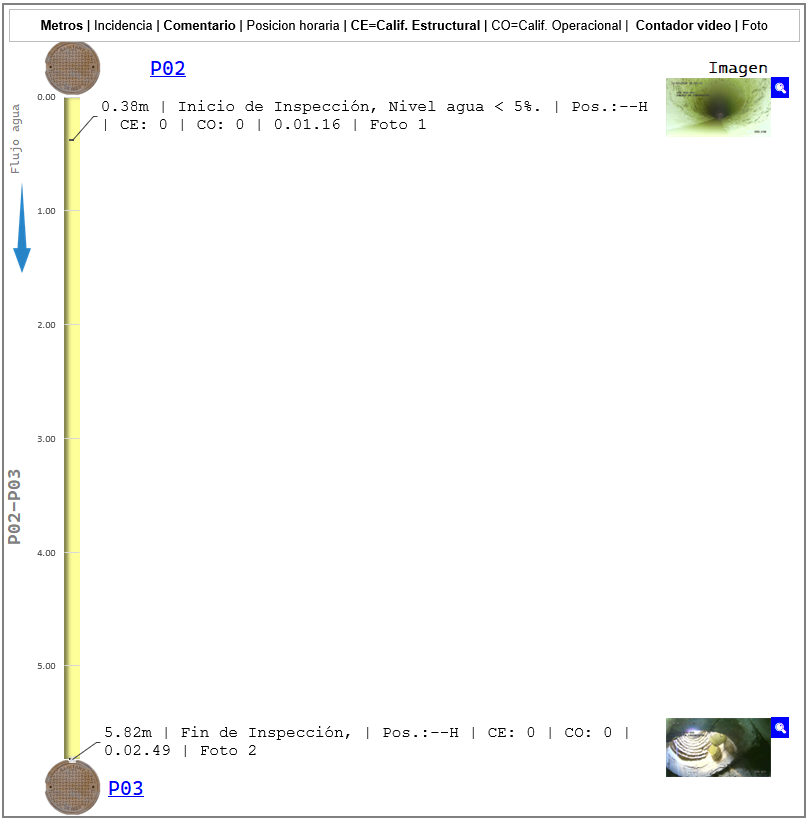 Metros | Incidencia | Comentario | Posicion horaria | CE=Calif. Estructural | CO=Calif. Operacional | Contador video | Foto
P02
Imagen
0.00
0.38m | Inicio de Inspección, Nivel agua < 5%. | Pos.:--H
| CE: 0 | CO: 0 | 0.01.16 | Foto 1
Flujo agua
1.00
2.00
3.00
P02-P03
4.00
5.00
5.82m | Fin de Inspección, | Pos.:--H | CE: 0 | CO: 0 |
0.02.49 | Foto 2
P03